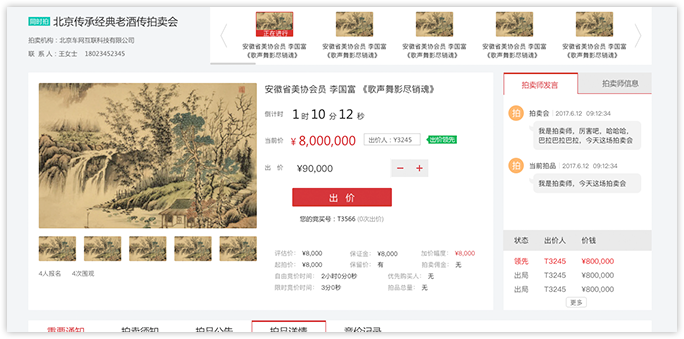 同时拍 北京传承经典老酒传拍卖会
拍卖机构：北京车网互联科技有限公司
联 系 人：王女士 18023452345
正在进行
安徽省美协会员 李国富
《歌声舞影尽销魂》
安徽省美协会员 李国富
《歌声舞影尽销魂》
安徽省美协会员 李国富
《歌声舞影尽销魂》
安徽省美协会员 李国富
《歌声舞影尽销魂》
安徽省美协会员 李国富 《歌声舞影尽销魂》
倒计时 1 时 10 分 12 秒
当前价 ¥ 8,000,000 出价人：Y3245 出价领先
出 价 ¥90,000 − +
出 价
您的竞买号：T3566 (0次出价)
4人报名 4次围观
评估价： ¥8,000 保证金： ¥8,000 加价幅度： ¥8,000
起拍价： ¥8,000 保留价： 有 拍卖佣金： 无
自由竞价时间： 2小时0分0秒 优先购买人： 无
限时竞价时间： 3分0秒 拍品总量： 无
拍卖师发言 拍卖师信息
拍 拍卖会 2017.6.12 09:12:34
我是拍卖师，厉害吧，哈哈哈，
巴拉巴拉巴拉，今天这场拍卖会
拍 当前拍品 2017.6.12 09:12:34
我是拍卖师，今天这场拍卖会
状态 出价人 价钱
领先 T3245 ¥800,000
出局 T3245 ¥800,000
出局 T3245 ¥800,000
更多
重要通知 拍卖须知 拍品公告 拍品详情 竞价记录